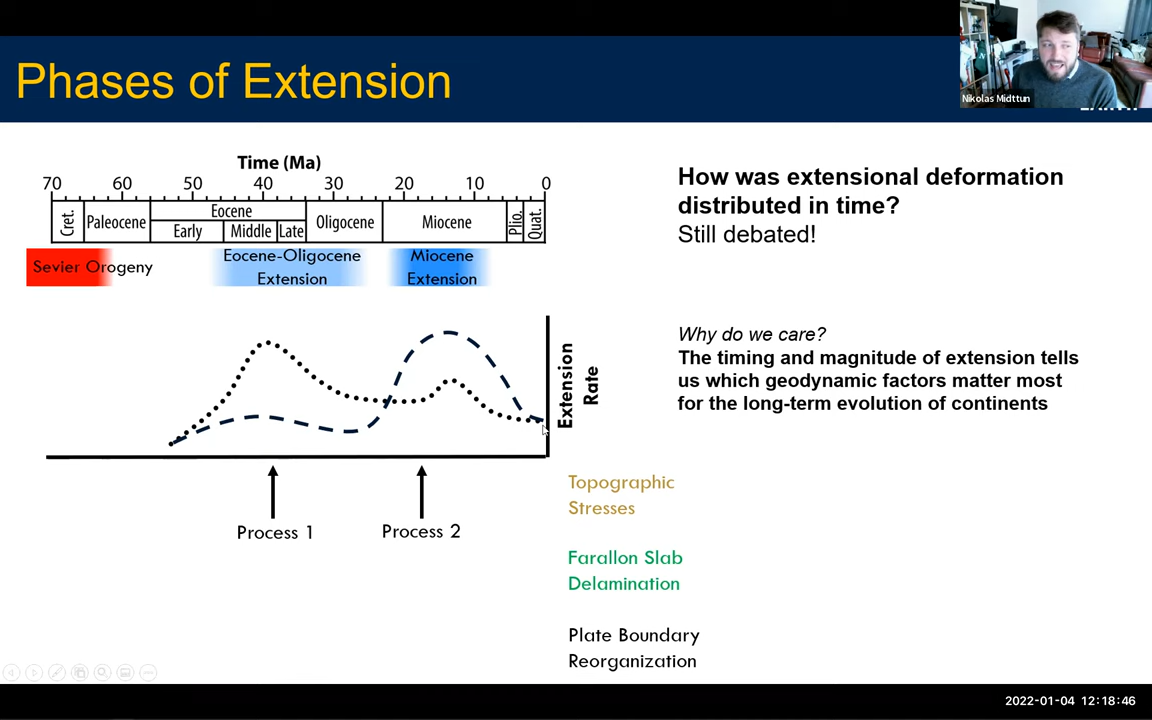 Phases of Extension
Nikolas Midttun
Time (Ma)
70 60 50 40 30 20 10 0
Cret.
Paleocene
Eocene
Early
Middle
Late
Oligocene
Miocene
Plio.
Quat.
Sevier Orogeny
Eocene-Oligocene
Extension
Miocene
Extension
Extension
Rate
Process 1
Process 2
How was extensional deformation
distributed in time?
Still debated!
Why do we care?
The timing and magnitude of extension tells
us which geodynamic factors matter most
for the long-term evolution of continents
Topographic
Stresses
Farallon Slab
Delamination
Plate Boundary
Reorganization
2022-01-04 12:18:46